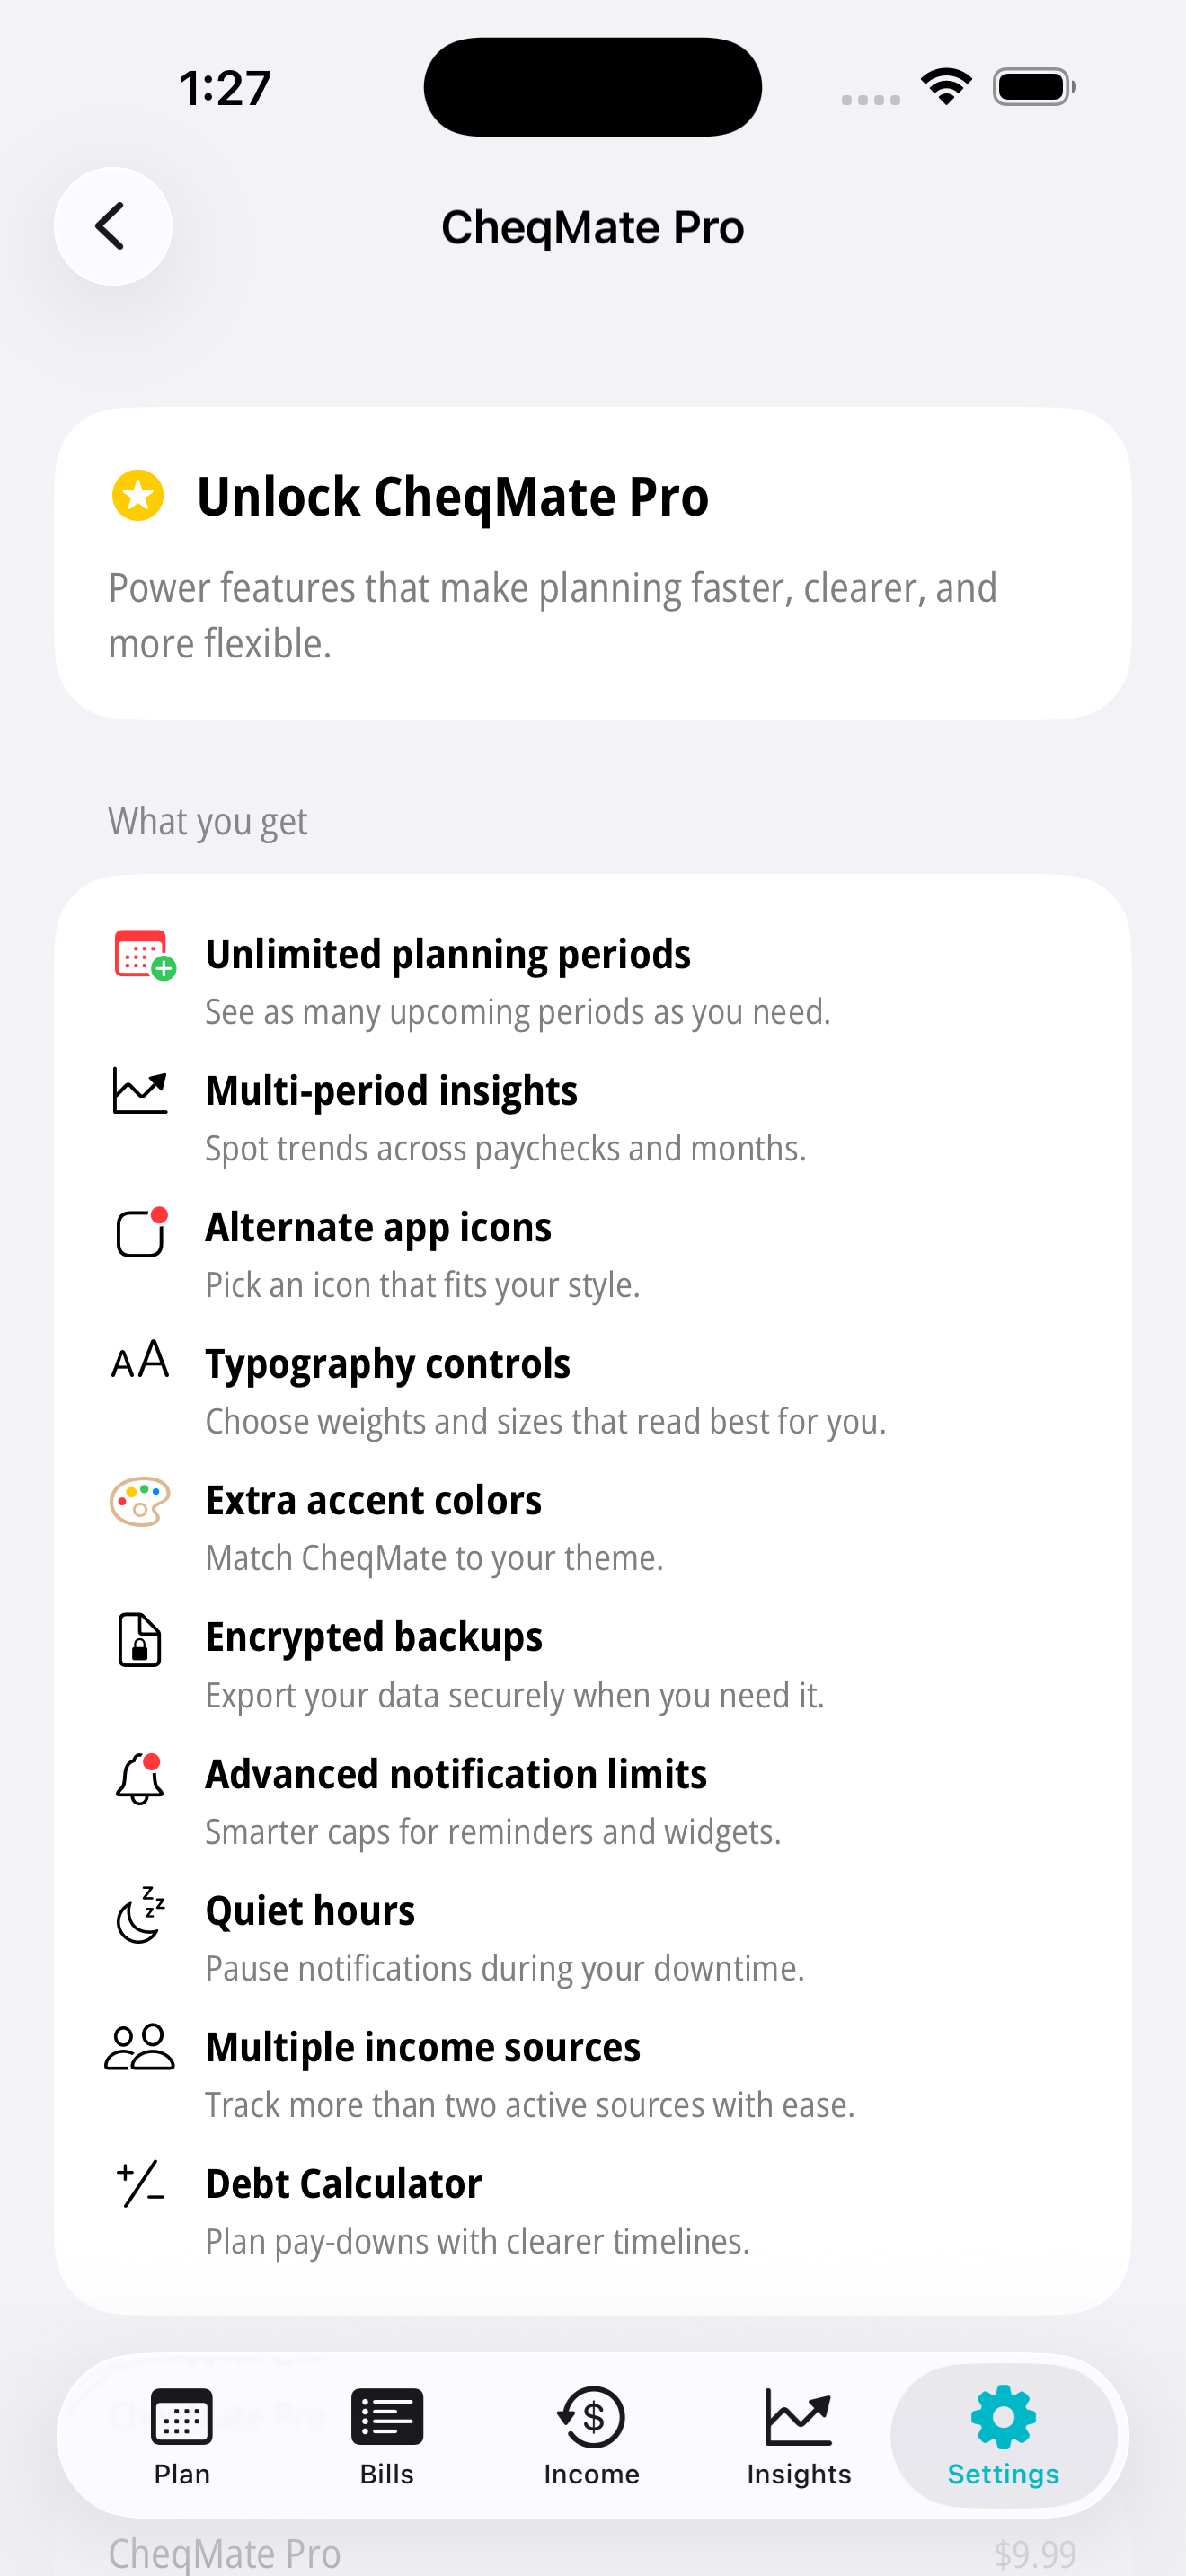 1:27
CheqMate Pro
Unlock CheqMate Pro
Power features that make planning faster, clearer, and
more flexible.
What you get
Unlimited planning periods
See as many upcoming periods as you need.
Multi-period insights
Spot trends across paychecks and months.
Alternate app icons
Pick an icon that fits your style.
AA
Typography controls
Choose weights and sizes that read best for you.
Extra accent colors
Match CheqMate to your theme.
Encrypted backups
Export your data securely when you need it.
Advanced notification limits
Smarter caps for reminders and widgets.
zzz
Quiet hours
Pause notifications during your downtime.
Multiple income sources
Track more than two active sources with ease.
Debt Calculator
Plan pay-downs with clearer timelines.
CheqMate Pro
Plan Bills Income Insights Settings
CheqMate Pro $9.99